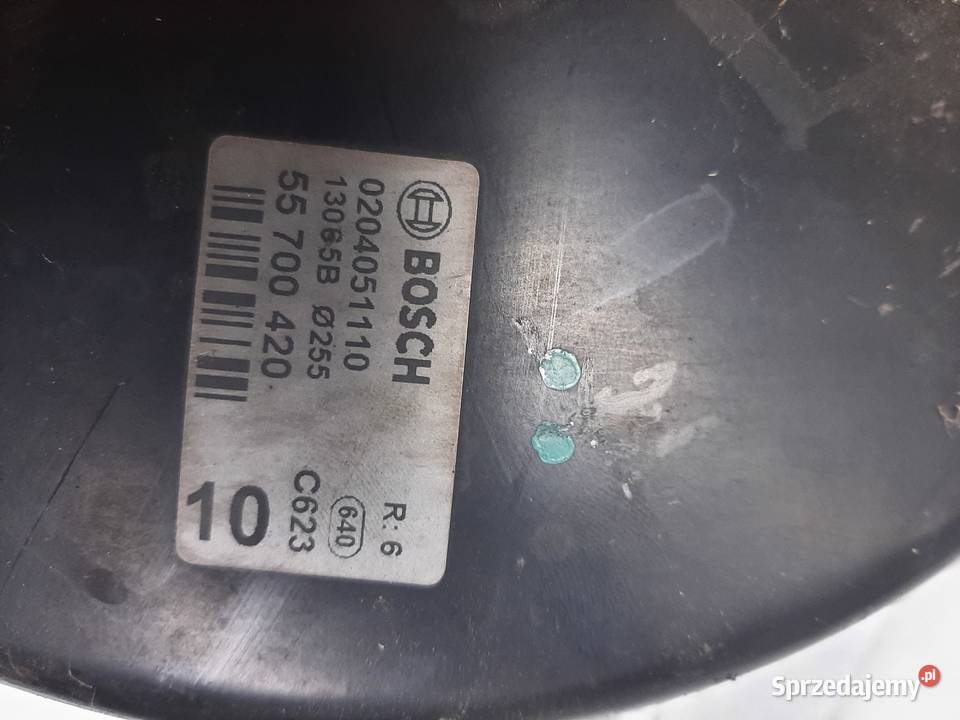 BOSCH
R: 6
0204051110
640
13065B Ø255
C623
55 700 420
10
Sprzedajemy.pl